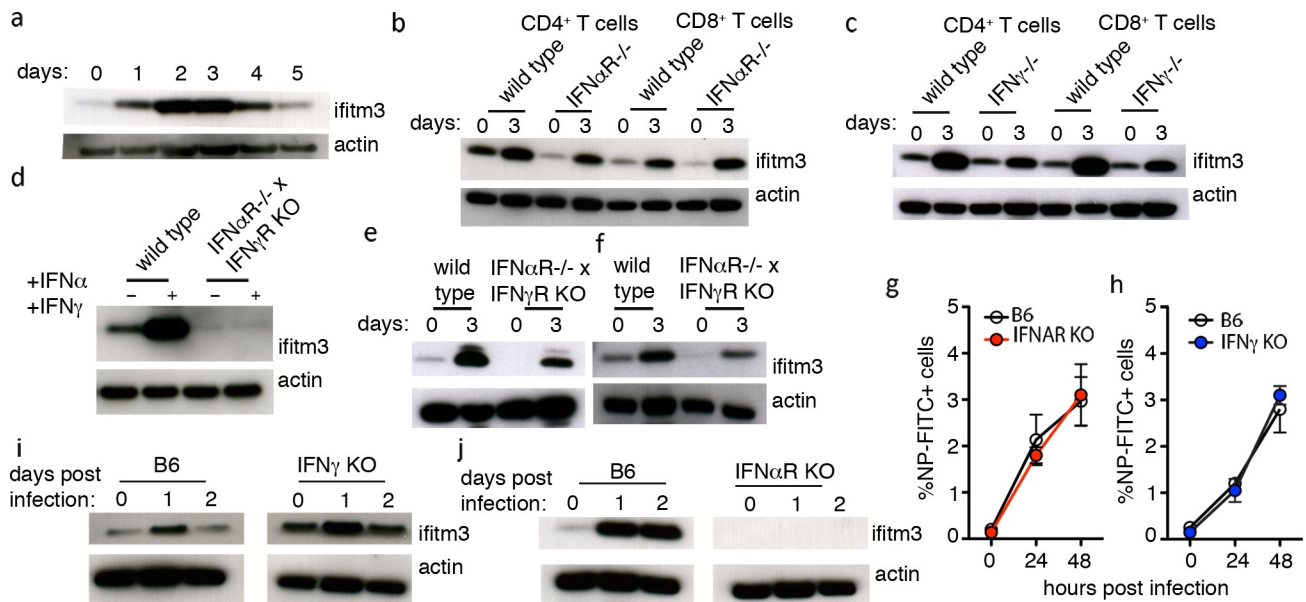 a
days: 0 1 2 3 4 5
ifitm3
actin
b
CD4+ T cells CD8+ T cells
wild type IFNαR-/- wild type IFNαR-/-
days: 0 3 0 3 0 3 0 3
ifitm3
actin
c
CD4+ T cells CD8+ T cells
wild type IFNγ-/- wild type IFNγ-/-
days: 0 3 0 3 0 3 0 3
ifitm3
actin
d
wild type IFNαR-/- x
IFNγR KO
+IFNα
+IFNγ − + − +
ifitm3
actin
e
wild IFNαR-/- x
type IFNγR KO
days: 0 3 0 3
f
wild IFNαR-/- x
type IFNγR KO
0 3 0 3
ifitm3
actin
g
B6
IFNAR KO
%NP-FITC+ cells
5
4
3
2
1
0
0 24 48
h
B6
IFNγ KO
%NP-FITC+ cells
5
4
3
2
1
0
0 24 48
hours post infection
i
days post B6 IFNγ KO
infection: 0 1 2 0 1 2
ifitm3
actin
j
days post B6 IFNαR KO
infection: 0 1 2 0 1 2
ifitm3
actin